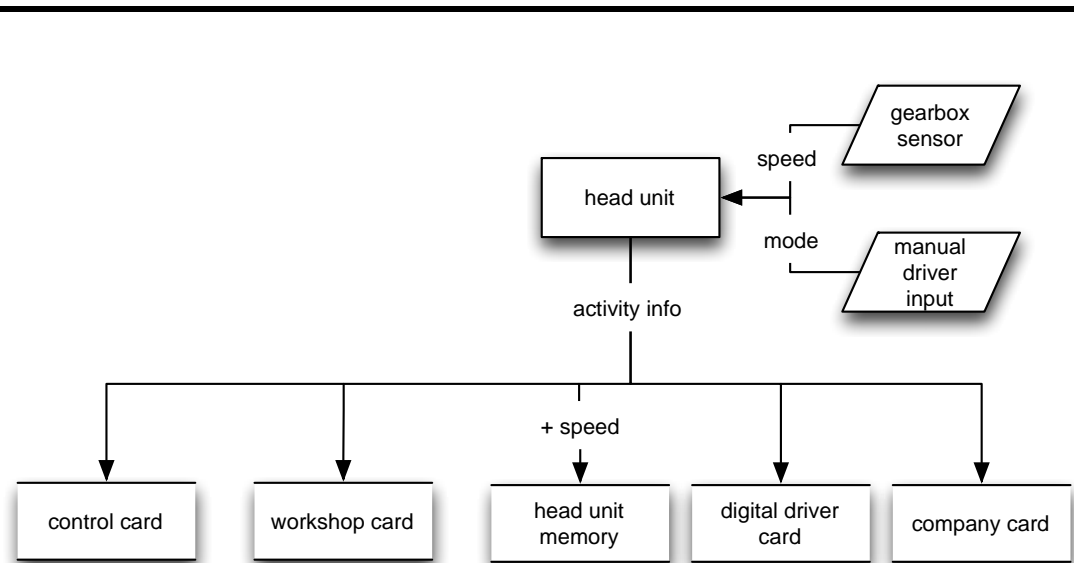 gearbox
sensor
speed
head unit
mode
manual
driver
input
activity info
+ speed
control card
workshop card
head unit
memory
digital driver
card
company card